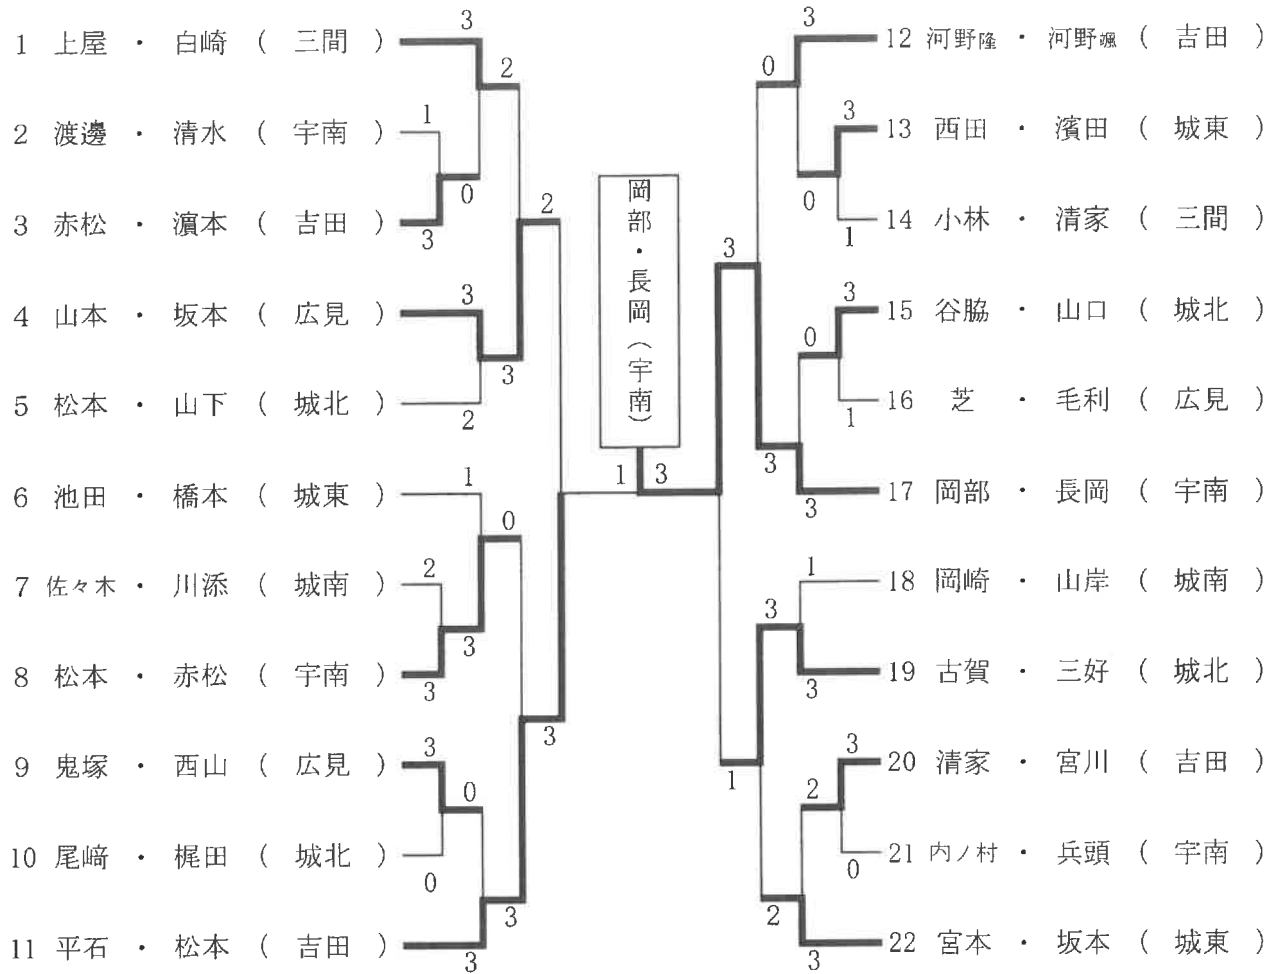 1 上屋 ・ 白崎 ( 三間 )
3
2
2 渡邊 ・ 清水 ( 宇南 )
1
0
3 赤松 ・ 濵本 ( 吉田 )
3
2
4 山本 ・ 坂本 ( 広見 )
3
3
5 松本 ・ 山下 ( 城北 )
2
6 池田 ・ 橋本 ( 城東 )
1
0
7 佐々木 ・ 川添 ( 城南 )
2
3
8 松本 ・ 赤松 ( 宇南 )
3
3
9 鬼塚 ・ 西山 ( 広見 )
3
0
10 尾﨑 ・ 梶田 ( 城北 )
0
3
11 平石 ・ 松本 ( 吉田 )
3
岡部・長岡(宇南)
1 3
3
12 河野隆 ・ 河野颯 ( 吉田 )
0
3
13 西田 ・ 濱田 ( 城東 )
0
14 小林 ・ 清家 ( 三間 )
1
3
3
15 谷脇 ・ 山口 ( 城北 )
0
16 芝 ・ 毛利 ( 広見 )
1
3
17 岡部 ・ 長岡 ( 宇南 )
3
1
18 岡崎 ・ 山岸 ( 城南 )
3
19 古賀 ・ 三好 ( 城北 )
3
3
20 清家 ・ 宮川 ( 吉田 )
1
2
21 内ノ村 ・ 兵頭 ( 宇南 )
0
2
22 宮本 ・ 坂本 ( 城東 )
3